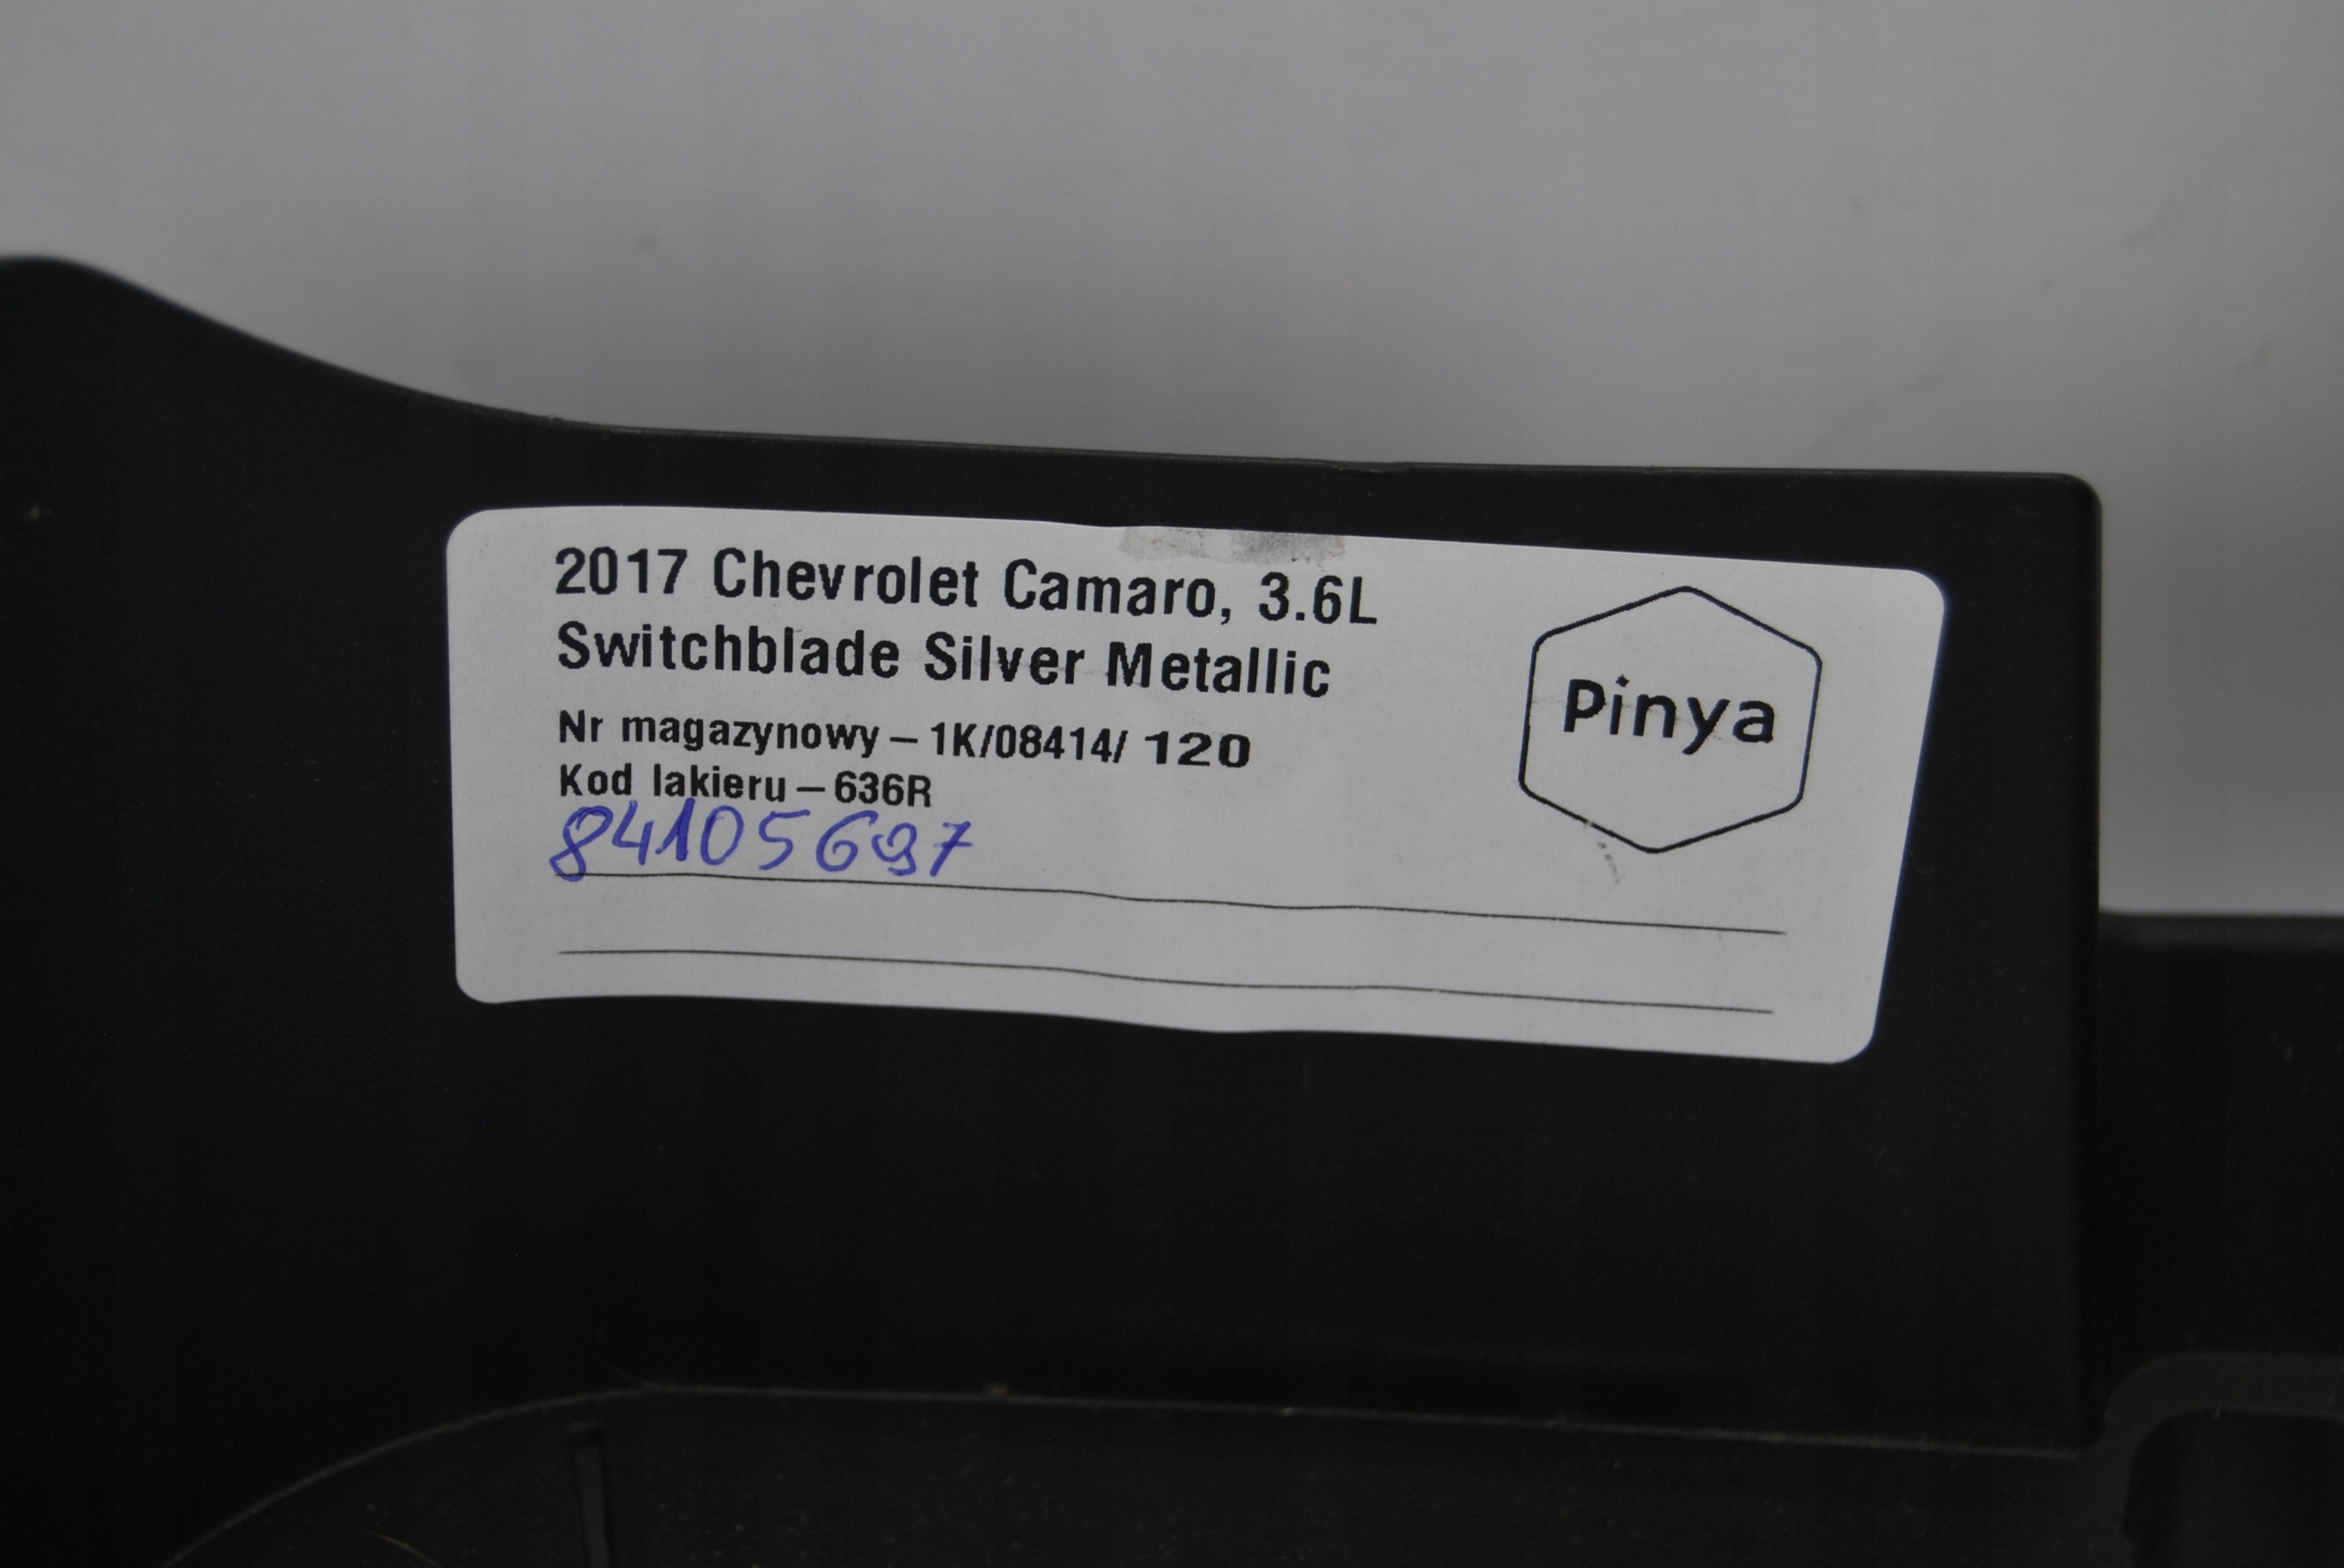 2017 Chevrolet Camaro, 3.6L
Switchblade Silver Metallic
Nr magazynowy – 1K/08414/ 120
Kod lakieru – 636R
84105697
Pinya